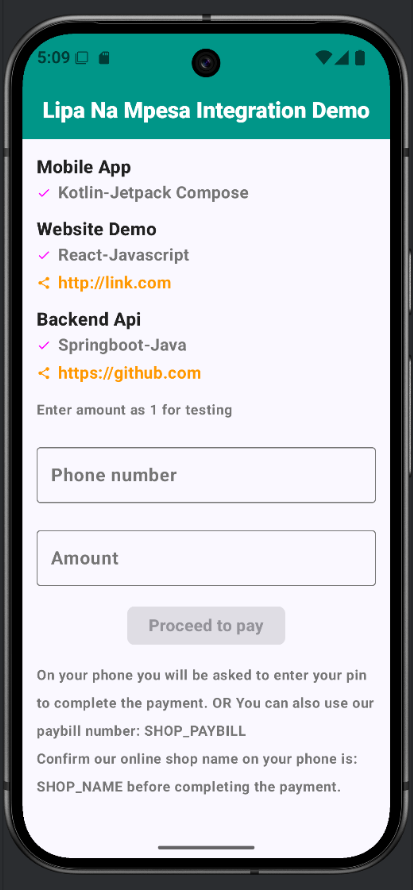 5:09
Lipa Na Mpesa Integration Demo
Mobile App
Kotlin-Jetpack Compose
Website Demo
React-Javascript
http://link.com
Backend Api
Springboot-Java
https://github.com
Enter amount as 1 for testing
Phone number
Amount
Proceed to pay
On your phone you will be asked to enter your pin
to complete the payment. OR You can also use our
paybill number: SHOP_PAYBILL
Confirm our online shop name on your phone is:
SHOP_NAME before completing the payment.